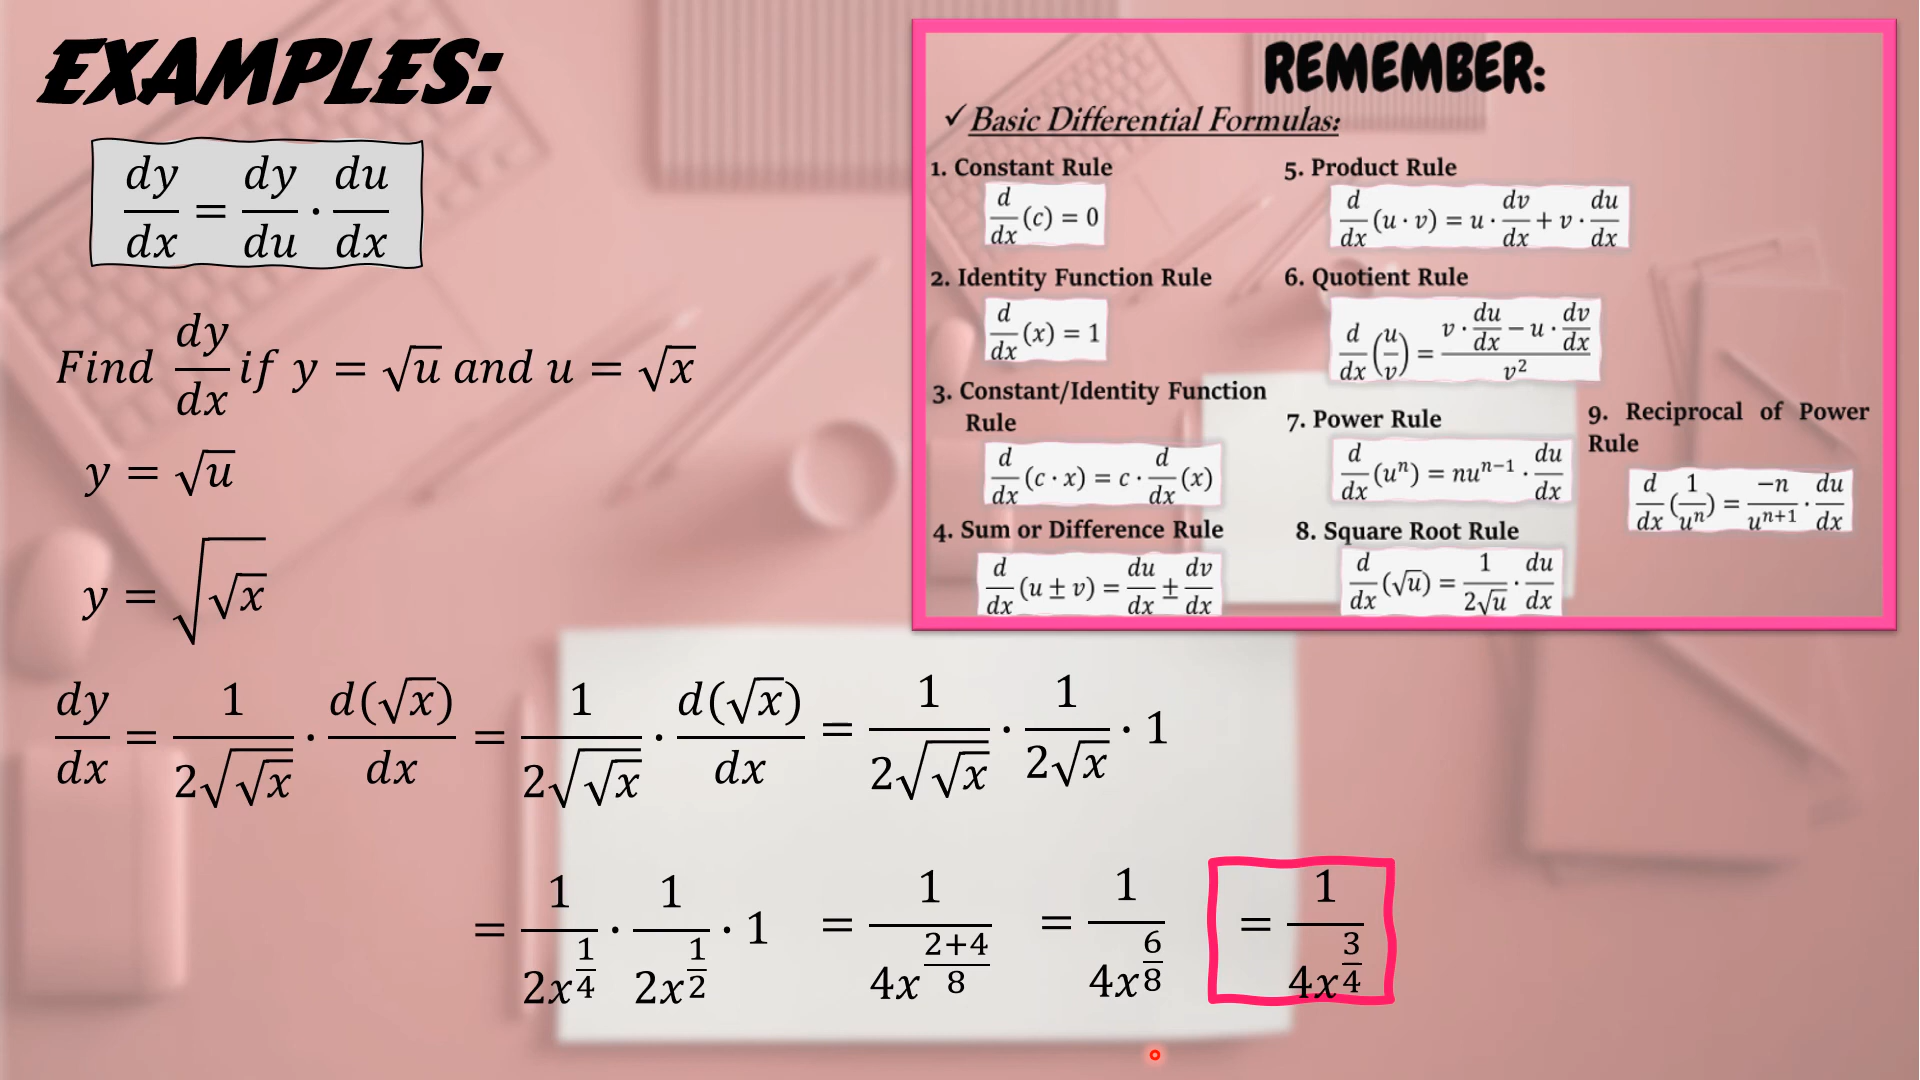 EXAMPLES:
dy/dx = dy/du · du/dx
Find dy/dx if y = √u and u = √x
y = √u
y = √(√x)
dy/dx = 1/(2√(√x)) · d(√x)/dx = 1/(2√(√x)) · d(√x)/dx = 1/(2√(√x)) · 1/(2√x) · 1
= 1/(2x^(1/4)) · 1/(2x^(1/2)) · 1 = 1/(4x^((2+4)/8)) = 1/(4x^(6/8)) = 1/(4x^(3/4))
REMEMBER:
✓ Basic Differential Formulas:
1. Constant Rule
d/dx (c) = 0
2. Identity Function Rule
d/dx (x) = 1
3. Constant/Identity Function
Rule
d/dx (c · x) = c · d/dx (x)
4. Sum or Difference Rule
d/dx (u ± v) = du/dx ± dv/dx
5. Product Rule
d/dx (u · v) = u · dv/dx + v · du/dx
6. Quotient Rule
d/dx (u/v) = (v · du/dx − u · dv/dx)/v²
7. Power Rule
d/dx (uⁿ) = nuⁿ⁻¹ · du/dx
8. Square Root Rule
d/dx (√u) = 1/(2√u) · du/dx
9. Reciprocal of Power
Rule
d/dx (1/uⁿ) = −n/uⁿ⁺¹ · du/dx